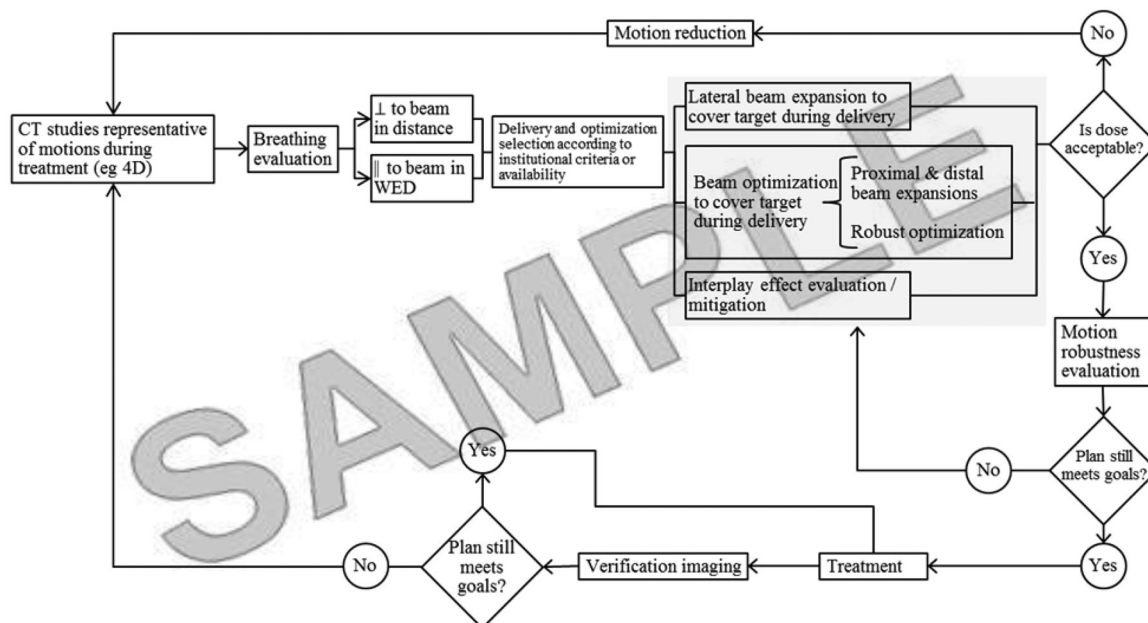 Motion reduction
No
CT studies representative
of motions during
treatment (eg 4D)
Breathing
evaluation
⊥ to beam
in distance
∥ to beam in
WED
Delivery and optimization
selection according to
institutional criteria or
availability
Lateral beam expansion to
cover target during delivery
Beam optimization
to cover target
during delivery
Proximal & distal
beam expansions
Robust optimization
Interplay effect evaluation /
mitigation
Is dose
acceptable?
Yes
Motion
robustness
evaluation
Plan still
meets goals?
No
Yes
Treatment
Verification imaging
Plan still
meets
goals?
Yes
No
SAMPLE